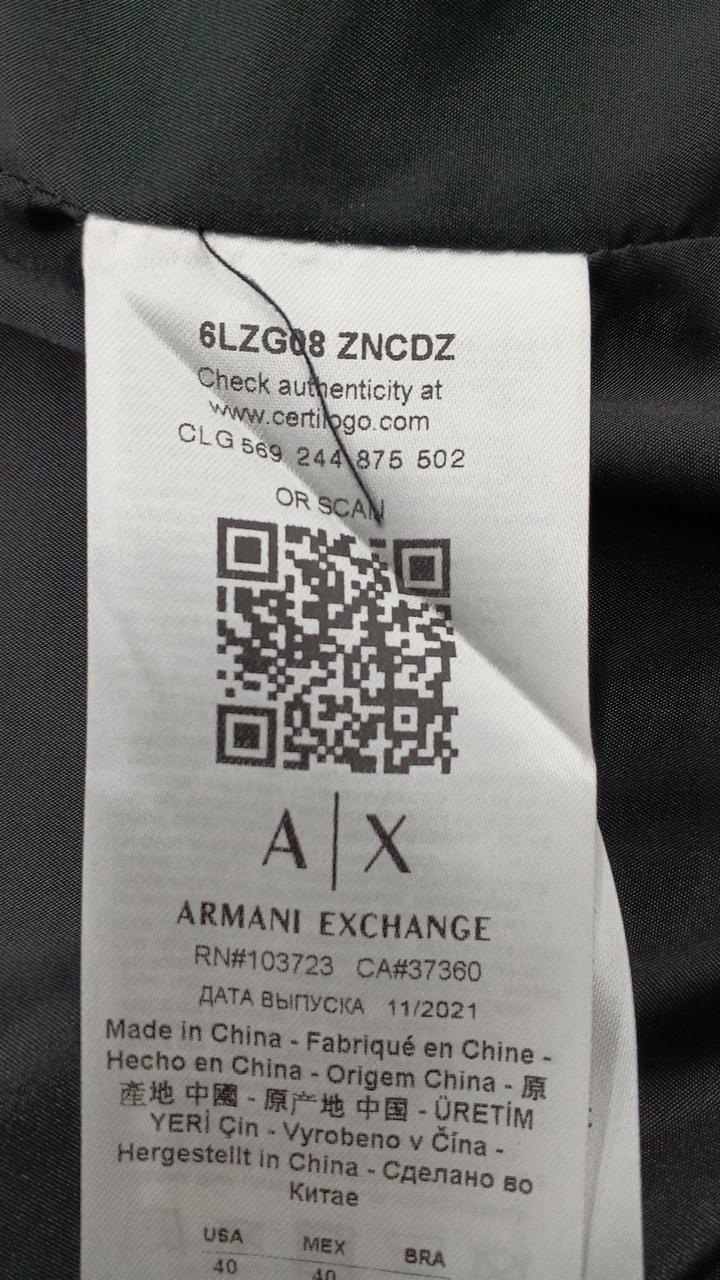 6LZG08 ZNCDZ
Check authenticity at
www.certilogo.com
CLG 569 244 875 502
OR SCAN
A|X
ARMANI EXCHANGE
RN#103723 CA#37360
ДАТА ВЫПУСКА 11/2021
Made in China - Fabriqué en Chine -
Hecho en China - Origem China - 原
產地 中國 - 原产地 中国 - ÜRETİM
YERİ Çin - Vyrobeno v Čína -
Hergestellt in China - Сделано во
Китае
USA MEX BRA
40 40